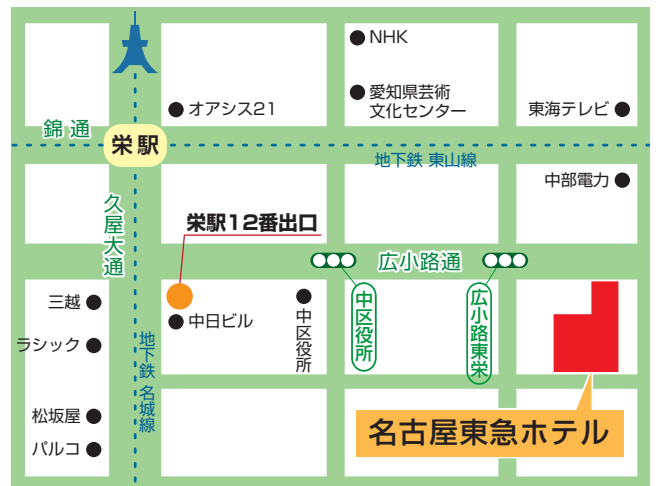 NHK
愛知県芸術
文化センター
オアシス21
東海テレビ
錦通
栄駅
地下鉄 東山線
中部電力
久屋大通
栄駅12番出口
広小路通
三越
中日ビル
中区役所
中区役所
広小路東栄
ラシック
地下鉄 名城線
松坂屋
パルコ
名古屋東急ホテル